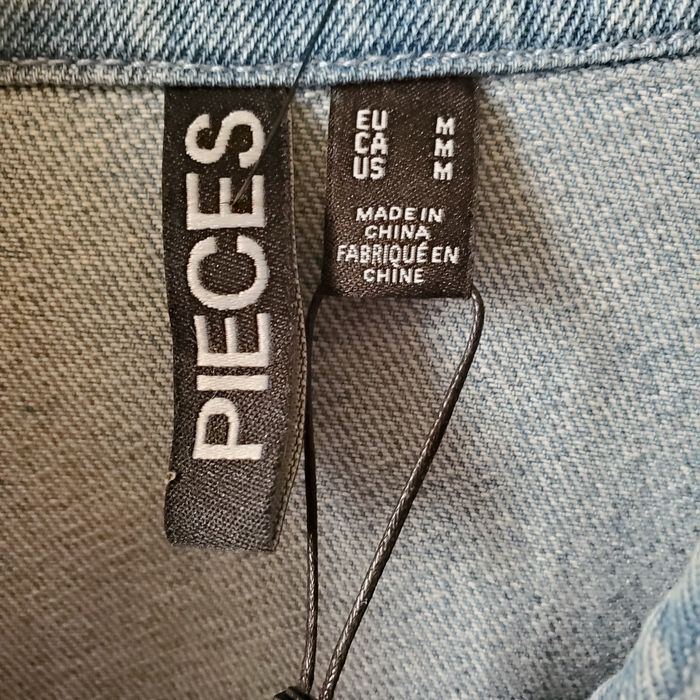 PIECES
EU M
CA M
US M
MADE IN
CHINA
FABRIQUÉ EN
CHINE